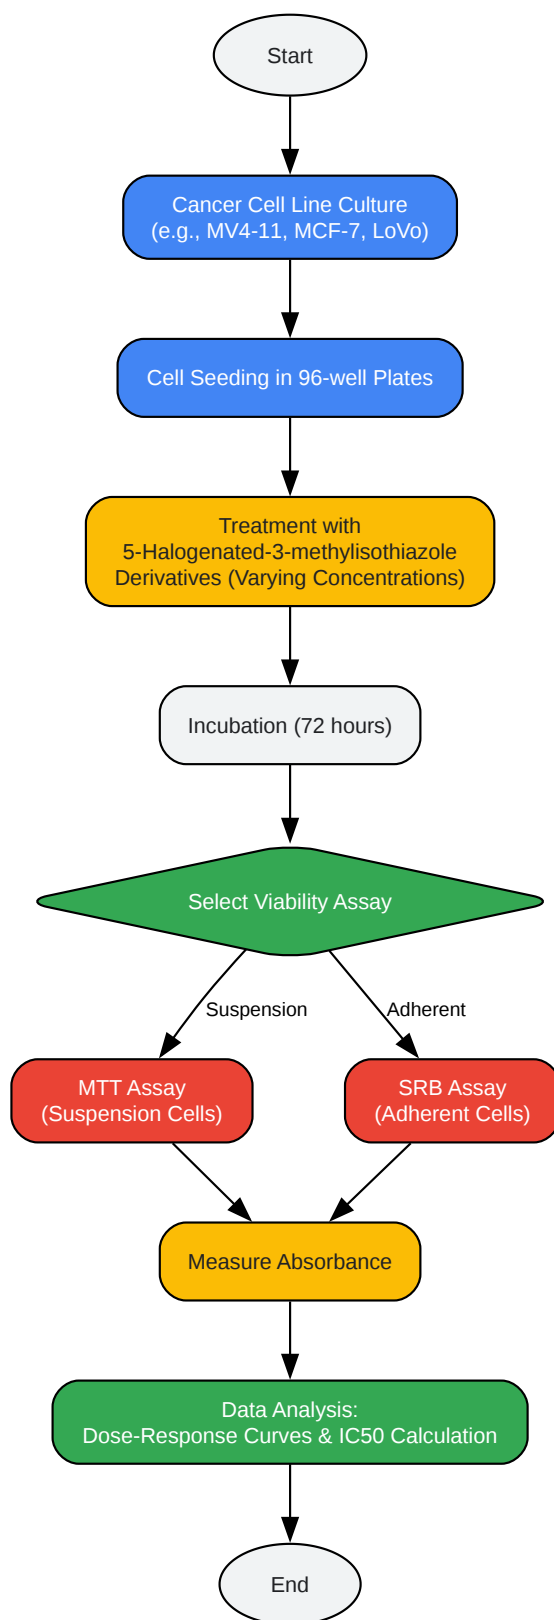 Start
Cancer Cell Line Culture
(e.g., MV4-11, MCF-7, LoVo)
Cell Seeding in 96-well Plates
Treatment with
5-Halogenated-3-methylisothiazole
Derivatives (Varying Concentrations)
Incubation (72 hours)
Select Viability Assay
Suspension
Adherent
MTT Assay
(Suspension Cells)
SRB Assay
(Adherent Cells)
Measure Absorbance
Data Analysis:
Dose-Response Curves & IC50 Calculation
End